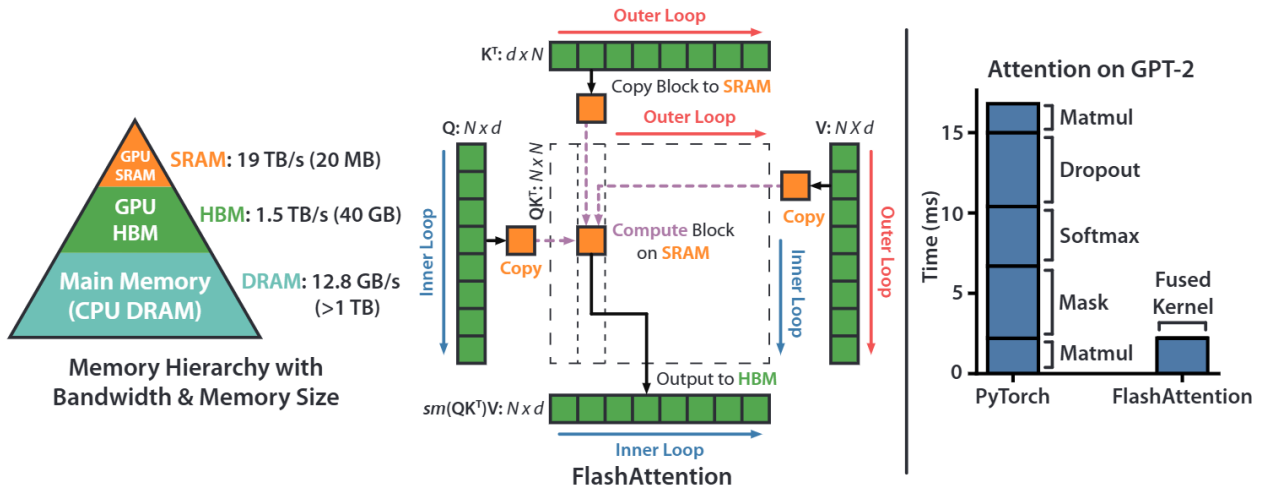 GPU
SRAM
GPU
HBM
Main Memory
(CPU DRAM)
SRAM: 19 TB/s (20 MB)
HBM: 1.5 TB/s (40 GB)
DRAM: 12.8 GB/s
(>1 TB)
Memory Hierarchy with
Bandwidth & Memory Size
Outer Loop
Kᵀ: d x N
Copy Block to SRAM
Outer Loop
Q: N x d
V: N X d
QKᵀ: N x N
Inner Loop
Copy
Compute Block
on SRAM
Copy
Inner Loop
Outer Loop
Output to HBM
sm(QKᵀ)V: N x d
Inner Loop
FlashAttention
Attention on GPT-2
Time (ms)
15
10
5
0
Matmul
Dropout
Softmax
Mask
Matmul
Fused
Kernel
PyTorch
FlashAttention